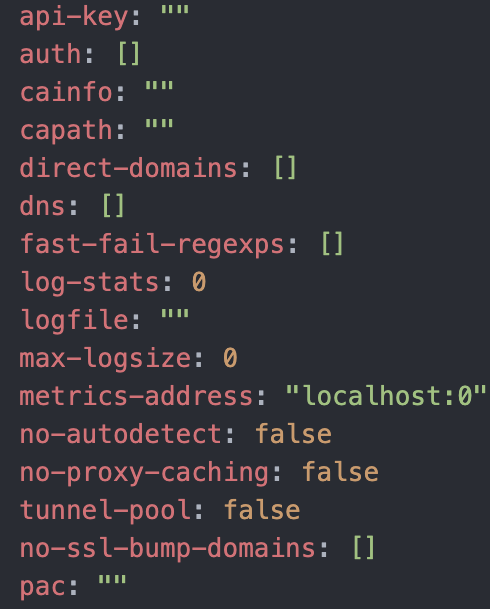 api-key: ""
auth: []
cainfo: ""
capath: ""
direct-domains: []
dns: []
fast-fail-regexps: []
log-stats: 0
logfile: ""
max-logsize: 0
metrics-address: "localhost:0"
no-autodetect: false
no-proxy-caching: false
tunnel-pool: false
no-ssl-bump-domains: []
pac: ""